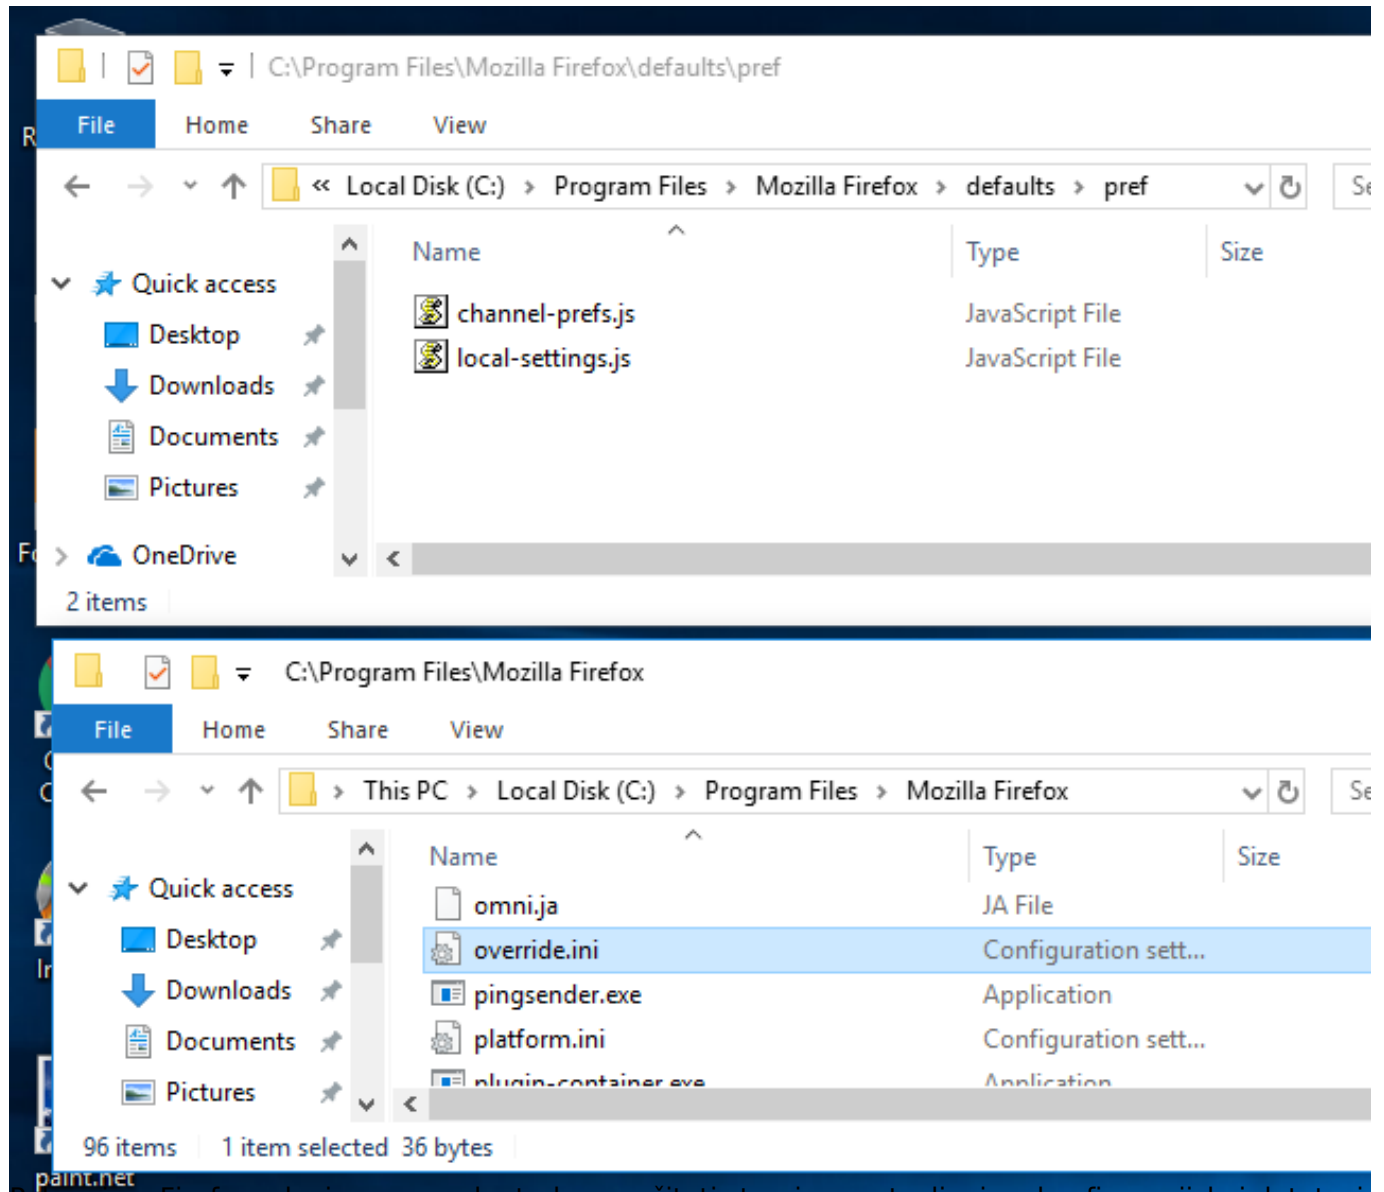 C:\Program Files\Mozilla Firefox\defaults\pref
File Home Share View
« Local Disk (C:) > Program Files > Mozilla Firefox > defaults > pref
Name Type Size
Quick access
channel-prefs.js JavaScript File
Desktop
local-settings.js JavaScript File
Downloads
Documents
Pictures
OneDrive
2 items
C:\Program Files\Mozilla Firefox
File Home Share View
> This PC > Local Disk (C:) > Program Files > Mozilla Firefox
Name Type Size
Quick access
omni.ja JA File
Desktop
override.ini Configuration sett...
Downloads
pingsender.exe Application
Documents
platform.ini Configuration sett...
Pictures
plugin-container.exe Application
96 items 1 item selected 36 bytes
paint.net